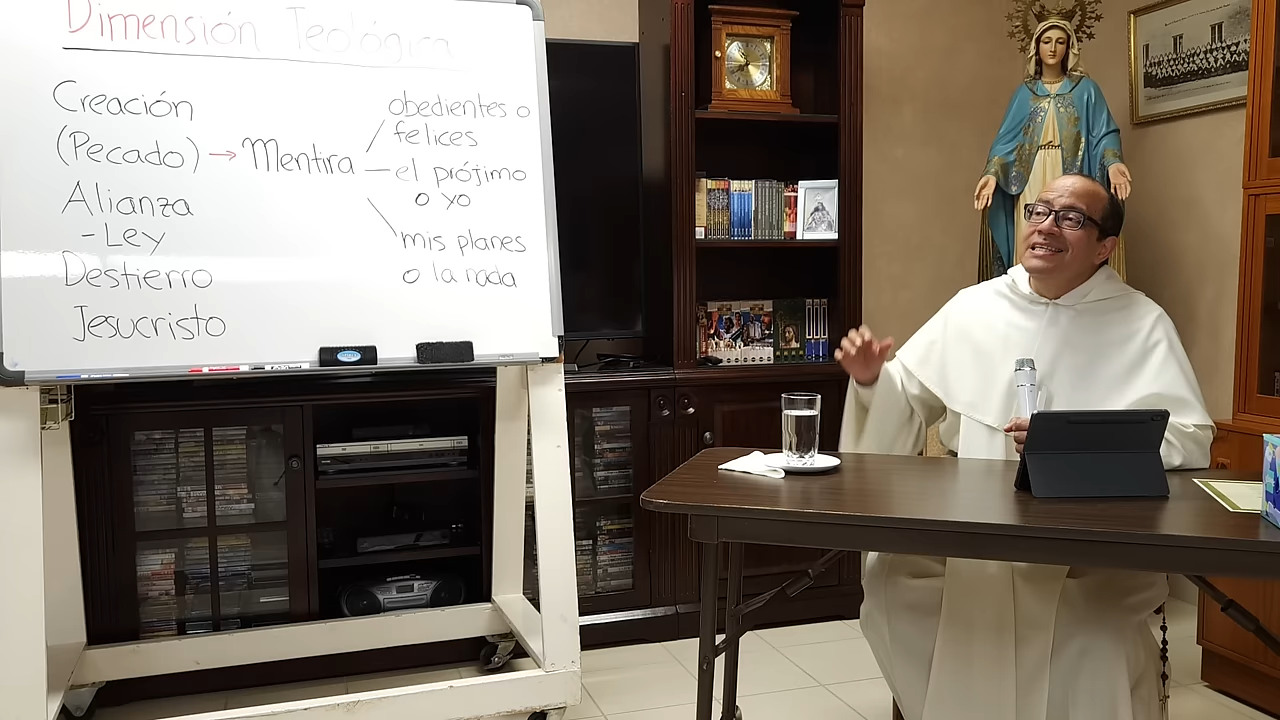 Dimensión Teológica
Creación
(Pecado) → Mentira
Alianza
- Ley
Destierro
Jesucristo
obedientes o
felices
el prójimo
o yo
mis planes
o la nada